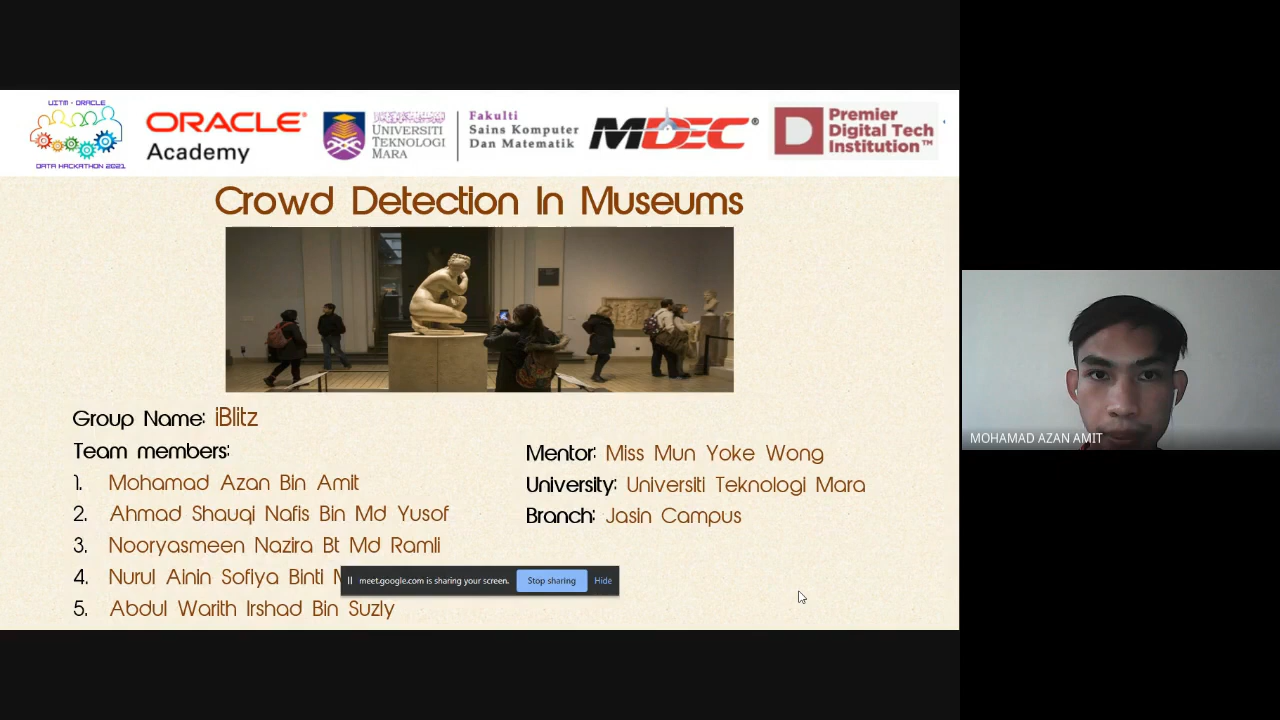 UITM - ORACLE
DATA HACKATHON 2021
ORACLE®
Academy
UNIVERSITI
TEKNOLOGI
MARA
Fakulti
Sains Komputer
Dan Matematik
MDEC®
Premier
Digital Tech
Institution™
Crowd Detection In Museums
Group Name: iBlitz
Team members:
1. Mohamad Azan Bin Amit
2. Ahmad Shauqi Nafis Bin Md Yusof
3. Nooryasmeen Nazira Bt Md Ramli
4. Nurul Ainin Sofiya Binti
5. Abdul Warith Irshad Bin Suzly
Mentor: Miss Mun Yoke Wong
University: Universiti Teknologi Mara
Branch: Jasin Campus
meet.google.com is sharing your screen. Stop sharing Hide
MOHAMAD AZAN AMIT